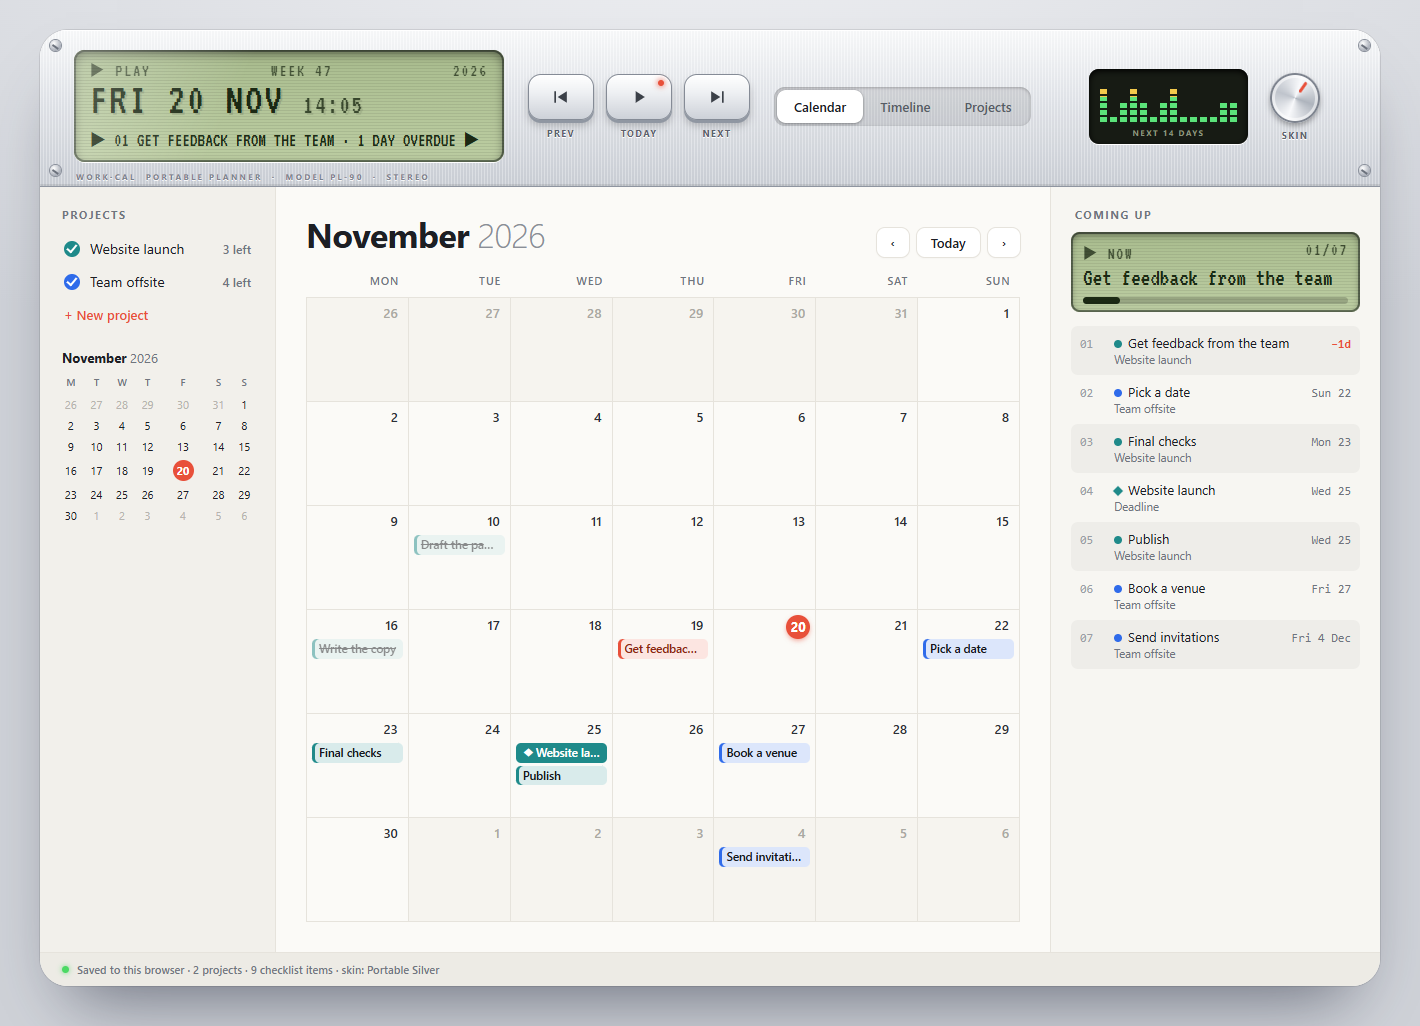 PLAY WEEK 47 2026
FRI 20 NOV 14:05
01 GET FEEDBACK FROM THE TEAM · 1 DAY OVERDUE
WORK-CAL PORTABLE PLANNER · MODEL PL-90 · STEREO
PREV
TODAY
NEXT
Calendar Timeline Projects
NEXT 14 DAYS
SKIN
PROJECTS
Website launch 3 left
Team offsite 4 left
+ New project
November 2026
M T W T F S S
26 27 28 29 30 31 1
2 3 4 5 6 7 8
9 10 11 12 13 14 15
16 17 18 19 20 21 22
23 24 25 26 27 28 29
30 1 2 3 4 5 6
November 2026
‹ Today ›
MON TUE WED THU FRI SAT SUN
26 27 28 29 30 31 1
2 3 4 5 6 7 8
9 10 11 12 13 14 15
Draft the pa...
16 17 18 19 20 21 22
Write the copy Get feedbac... Pick a date
23 24 25 26 27 28 29
Final checks ◆ Website la... Book a venue
Publish
30 1 2 3 4 5 6
Send invitati...
COMING UP
NOW 01/07
Get feedback from the team
01 Get feedback from the team −1d
Website launch
02 Pick a date Sun 22
Team offsite
03 Final checks Mon 23
Website launch
04 Website launch Wed 25
Deadline
05 Publish Wed 25
Website launch
06 Book a venue Fri 27
Team offsite
07 Send invitations Fri 4 Dec
Team offsite
Saved to this browser · 2 projects · 9 checklist items · skin: Portable Silver